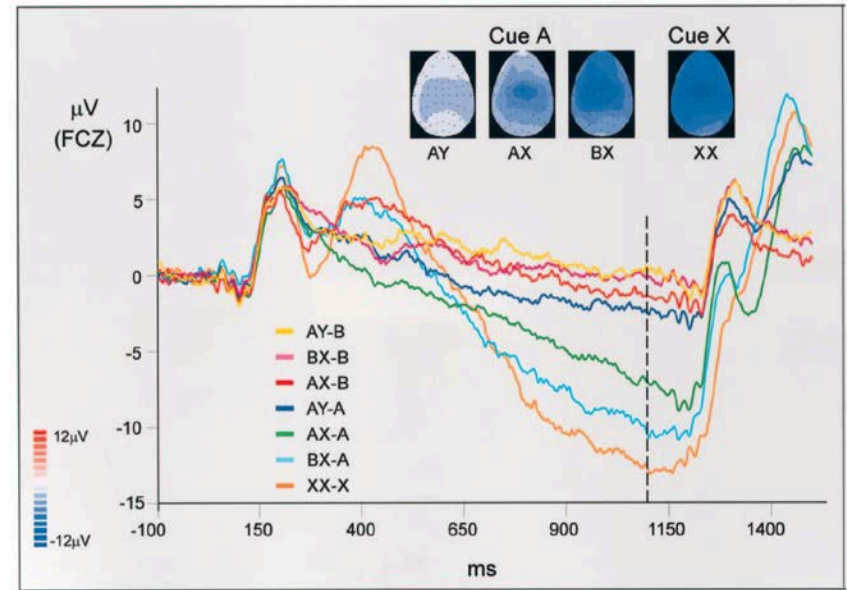 Cue A Cue X
AY AX BX XX
μV
(FCZ)
10
5
0
-5
-10
-15
AY-B
BX-B
AX-B
AY-A
AX-A
BX-A
XX-X
12μV
-12μV
-100 150 400 650 900 1150 1400
ms